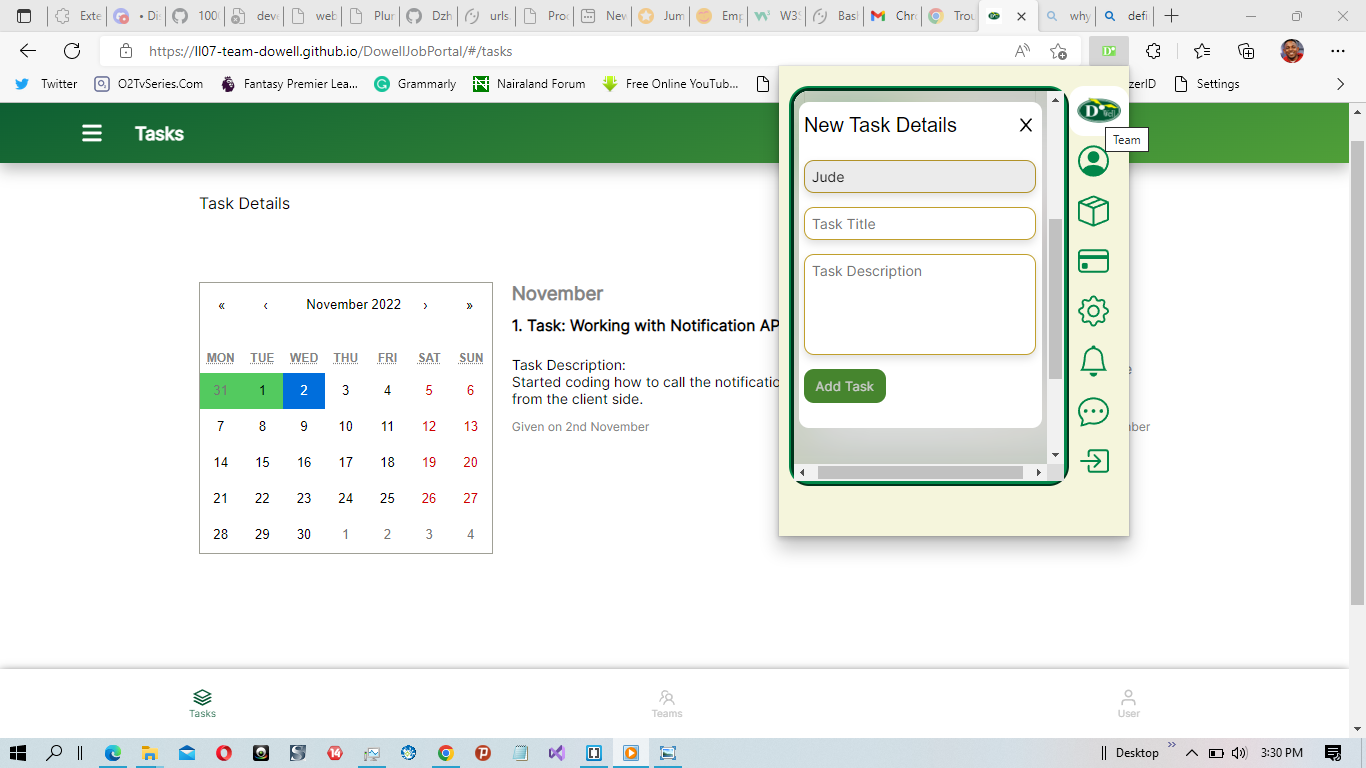 Exte
• Dis
100
deve
web
Plur
Dzh
urls.
Proc
New
Jum
Emp
W3S
Bas
Chr
Trou
why
defi
https://ll07-team-dowell.github.io/DowellJobPortal/#/tasks
Twitter
O2TvSeries.Com
Fantasy Premier Lea...
Grammarly
Nairaland Forum
Free Online YouTub...
zerID
Settings
Tasks
Task Details
« ‹ November 2022 › »
MON TUE WED THU FRI SAT SUN
31 1 2 3 4 5 6
7 8 9 10 11 12 13
14 15 16 17 18 19 20
21 22 23 24 25 26 27
28 29 30 1 2 3 4
November
1. Task: Working with Notification AP
Task Description:
Started coding how to call the notificatio
from the client side.
Given on 2nd November
e
nber
New Task Details X
Jude
Task Title
Task Description
Add Task
D Well
Team
Tasks
Teams
User
Desktop
3:30 PM